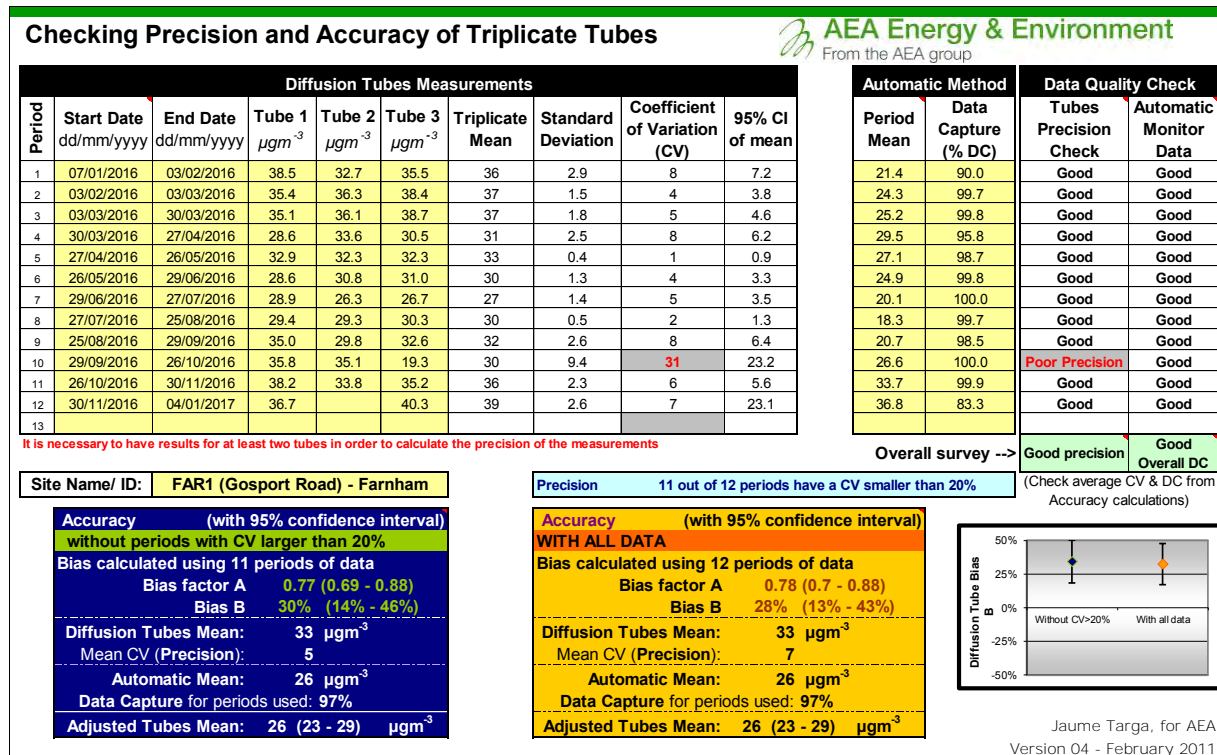 Checking Precision and Accuracy of Triplicate Tubes
AEA Energy & Environment
From the AEA group
Diffusion Tubes Measurements
Automatic Method
Data Quality Check
Period | Start Date dd/mm/yyyy | End Date dd/mm/yyyy | Tube 1 µgm⁻³ | Tube 2 µgm⁻³ | Tube 3 µgm⁻³ | Triplicate Mean | Standard Deviation | Coefficient of Variation (CV) | 95% CI of mean | Period Mean | Data Capture (% DC) | Tubes Precision Check | Automatic Monitor Data
1 07/01/2016 03/02/2016 38.5 32.7 35.5 36 2.9 8 7.2 21.4 90.0 Good Good
2 03/02/2016 03/03/2016 35.4 36.3 38.4 37 1.5 4 3.8 24.3 99.7 Good Good
3 03/03/2016 30/03/2016 35.1 36.1 38.7 37 1.8 5 4.6 25.2 99.8 Good Good
4 30/03/2016 27/04/2016 28.6 33.6 30.5 31 2.5 8 6.2 29.5 95.8 Good Good
5 27/04/2016 26/05/2016 32.9 32.3 32.3 33 0.4 1 0.9 27.1 98.7 Good Good
6 26/05/2016 29/06/2016 28.6 30.8 31.0 30 1.3 4 3.3 24.9 99.8 Good Good
7 29/06/2016 27/07/2016 28.9 26.3 26.7 27 1.4 5 3.5 20.1 100.0 Good Good
8 27/07/2016 25/08/2016 29.4 29.3 30.3 30 0.5 2 1.3 18.3 99.7 Good Good
9 25/08/2016 29/09/2016 35.0 29.8 32.6 32 2.6 8 6.4 20.7 98.5 Good Good
10 29/09/2016 26/10/2016 35.8 35.1 19.3 30 9.4 31 23.2 26.6 100.0 Poor Precision Good
11 26/10/2016 30/11/2016 38.2 33.8 35.2 36 2.3 6 5.6 33.7 99.9 Good Good
12 30/11/2016 04/01/2017 36.7 40.3 39 2.6 7 23.1 36.8 83.3 Good Good
13
It is necessary to have results for at least two tubes in order to calculate the precision of the measurements
Overall survey --> Good precision Good Overall DC
Site Name/ ID: FAR1 (Gosport Road) - Farnham
Precision 11 out of 12 periods have a CV smaller than 20%
(Check average CV & DC from Accuracy calculations)
Accuracy (with 95% confidence interval)
without periods with CV larger than 20%
Bias calculated using 11 periods of data
Bias factor A 0.77 (0.69 - 0.88)
Bias B 30% (14% - 46%)
Diffusion Tubes Mean: 33 µgm⁻³
Mean CV (Precision): 5
Automatic Mean: 26 µgm⁻³
Data Capture for periods used: 97%
Adjusted Tubes Mean: 26 (23 - 29) µgm⁻³
Accuracy (with 95% confidence interval)
WITH ALL DATA
Bias calculated using 12 periods of data
Bias factor A 0.78 (0.7 - 0.88)
Bias B 28% (13% - 43%)
Diffusion Tubes Mean: 33 µgm⁻³
Mean CV (Precision): 7
Automatic Mean: 26 µgm⁻³
Data Capture for periods used: 97%
Adjusted Tubes Mean: 26 (23 - 29) µgm⁻³
Diffusion Tube Bias B
50%
25%
0%
-25%
-50%
Without CV>20%
With all data
Jaume Targa, for AEA
Version 04 - February 2011